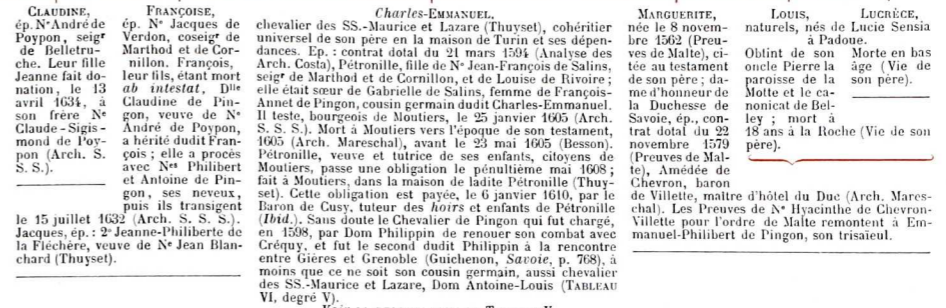 CLAUDINE,
ép. Nᵉ André de
Poypon, seigʳ
de Belletru-
che. Leur fille
Jeanne fait do-
nation, le 13
avril 1634, à
son frère Nᵉ
Claude-Sigis-
mond de Poy-
pon (Arch. S.
S. S.).
FRANÇOISE,
ép. Nᵉ Jacques de
Verdon, coseigʳ de
Marthod et de Cor-
nillon. François,
leur fils, étant mort
ab intestat, Dˡˡᵉ
Claudine de Pin-
gon, veuve de Nᵉ
André de Poypon,
a hérité dudit Fran-
çois ; elle a procès
avec Nᵉˢ Philibert
et Antoine de Pin-
gon, ses neveux,
puis ils transigent
le 15 juillet 1632 (Arch. S. S. S.).
Jacques, ép. : 2° Jeanne-Philiberte de
la Fléchère, veuve de Nᵉ Jean Blan-
chard (Thuyset).
Charles-EMMANUEL,
chevalier des SS.-Maurice et Lazare (Thuyset), cohéritier
universel de son père en la maison de Turin et ses dépen-
dances. Ep. : contrat dotal du 21 mars 1594 (Analyse des
Arch. Costa), Pétronille, fille de Nᵉ Jean-François de Salins,
seigʳ de Marthod et de Cornillon, et de Louise de Rivoire ;
elle était sœur de Gabrielle de Salins, femme de François-
Annet de Pingon, cousin germain dudit Charles-Emmanuel.
Il teste, bourgeois de Moutiers, le 25 janvier 1605 (Arch.
S. S. S.). Mort à Moutiers vers l'époque de son testament,
1605 (Arch. Mareschal), avant le 23 mai 1605 (Besson).
Pétronille, veuve et tutrice de ses enfants, citoyens de
Moutiers, passe une obligation le pénultième mai 1608 ;
fait à Moutiers, dans la maison de ladite Pétronille (Thuy-
set). Cette obligation est payée, le 6 janvier 1610, par le
Baron de Cusy, tuteur des hoirs et enfants de Pétronille
(Ibid.). Sans doute le Chevalier de Pingon qui fut chargé,
en 1598, par Dom Philippin de renouer son combat avec
Créquy, et fut le second dudit Philippin à la rencontre
entre Gières et Grenoble (Guichenon, Savoie, p. 768), à
moins que ce ne soit son cousin germain, aussi chevalier
des SS.-Maurice et Lazare, Dom Antoine-Louis (TABLEAU
VI, degré V).
MARGUERITE,
née le 8 novem-
bre 1562 (Preu-
ves de Malte), ci-
tée au testament
de son père ; da-
me d'honneur de
la Duchesse de
Savoie, ép., con-
trat dotal du 22
novembre 1579
(Preuves de Mal-
te), Amédée de
Chevron, baron
de Villette, maître d'hôtel du Duc (Arch. Mares-
chal). Les Preuves de Nᵉ Hyacinthe de Chevron-
Villette pour l'ordre de Malte remontent à Em-
manuel-Philibert de Pingon, son trisaïeul.
LOUIS, LUCRÈCE,
naturels, nés de Lucie Sensia
à Padoue.
Oblint de son
oncle Pierre la
paroisse de la
Motte et le ca-
nonicat de Bel-
ley ; mort à
18 ans à la Roche (Vie de son
père).
Morte en bas
âge (Vie de
son père).